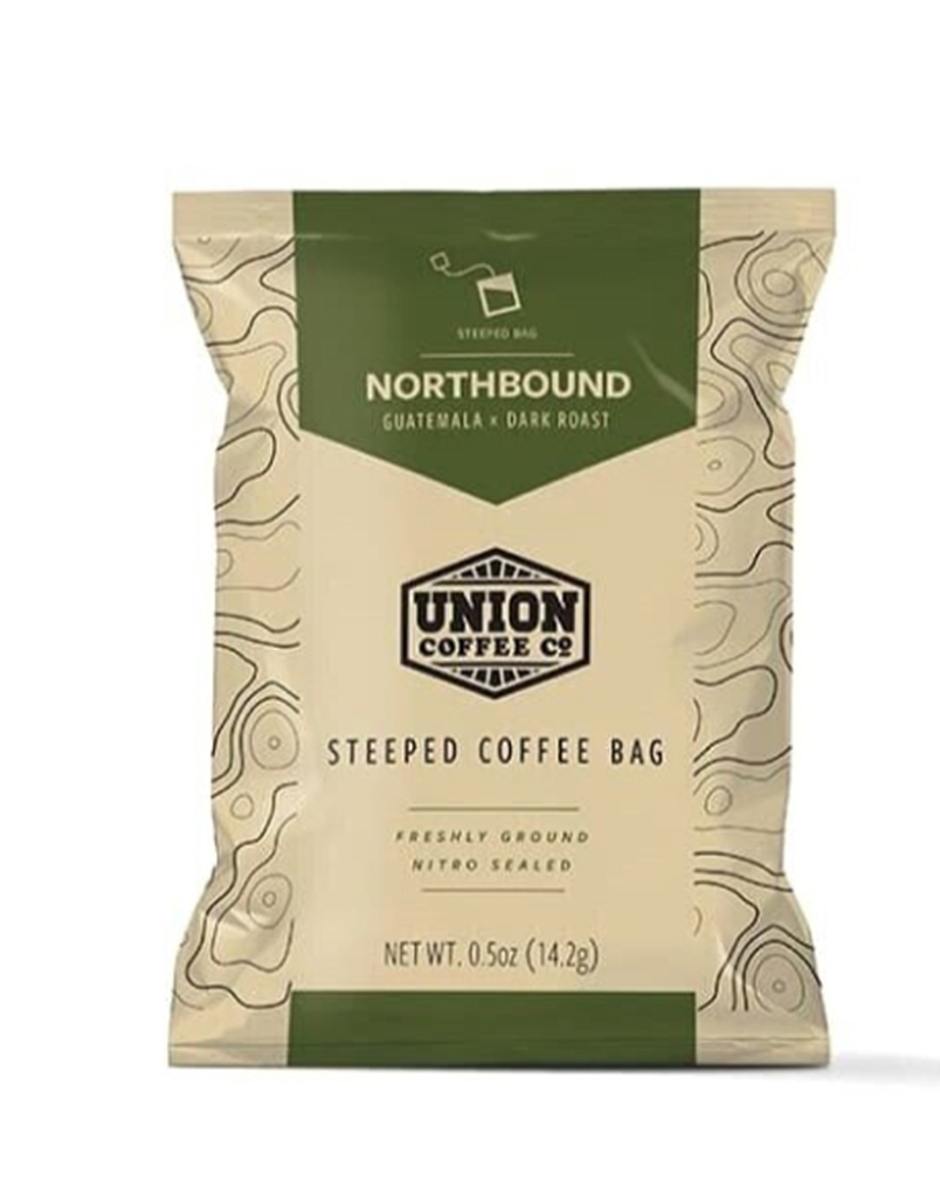 STEEPED BAG
NORTHBOUND
GUATEMALA x DARK ROAST
UNION
COFFEE Cº
STEEPED COFFEE BAG
FRESHLY GROUND
NITRO SEALED
NET WT. 0.5oz (14.2g)